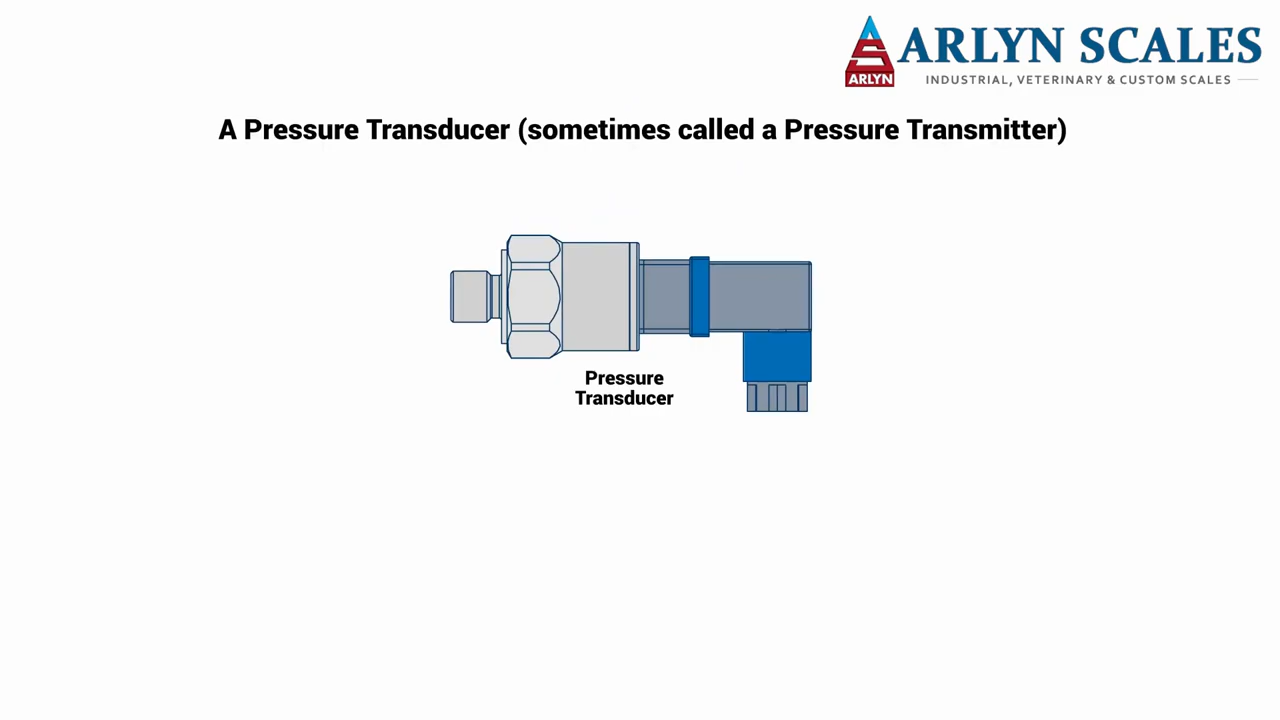 ARLYN SCALES
ARLYN
INDUSTRIAL, VETERINARY & CUSTOM SCALES
A Pressure Transducer (sometimes called a Pressure Transmitter)
Pressure
Transducer